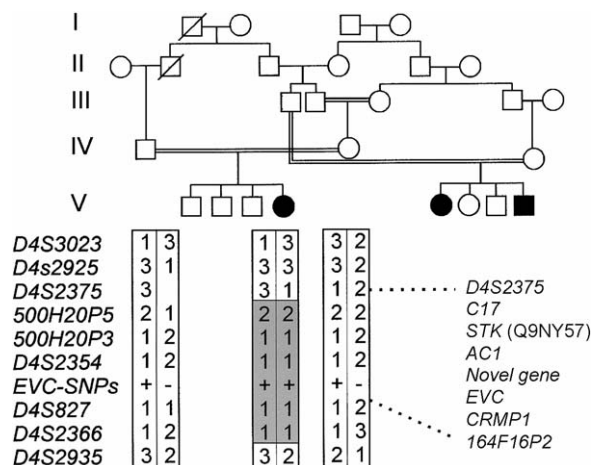 I
II
III
IV
V
D4S3023 1 3 1 3 3 2
D4s2925 3 1 3 3 3 2
D4S2375 3 3 1 1 2
500H20P5 2 1 2 2 2 2
500H20P3 1 2 1 1 1 2
D4S2354 1 2 1 1 1 2
EVC-SNPs + - + + + -
D4S827 1 1 1 1 1 2
D4S2366 1 2 1 1 1 3
D4S2935 3 2 3 2 2 1
D4S2375
C17
STK (Q9NY57)
AC1
Novel gene
EVC
CRMP1
164F16P2